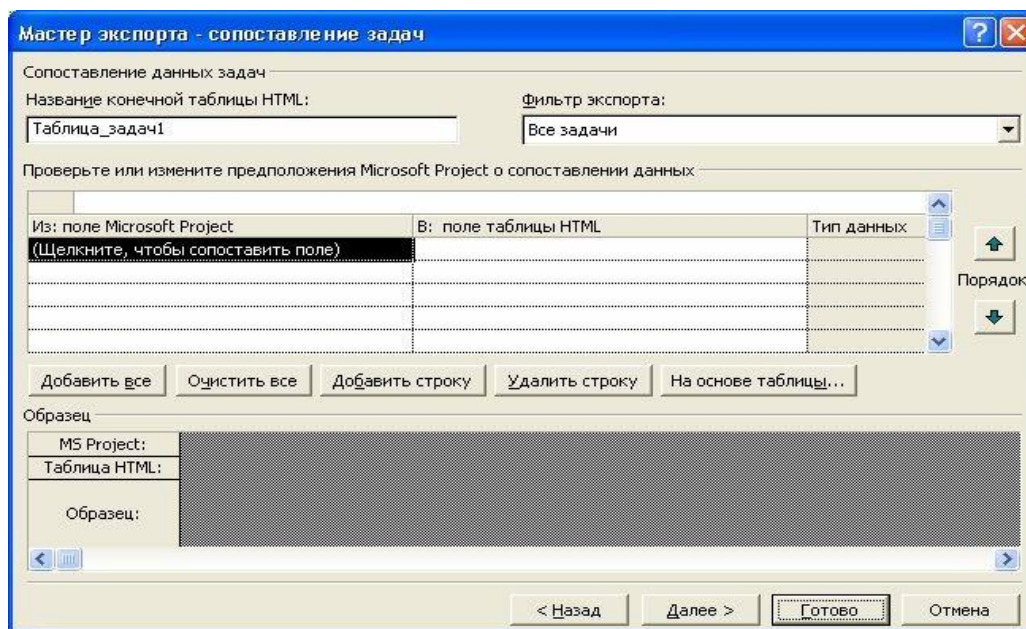 Мастер экспорта - сопоставление задач
Сопоставление данных задач
Название конечной таблицы HTML: Фильтр экспорта:
Таблица_задач1 Все задачи
Проверьте или измените предположения Microsoft Project о сопоставлении данных
Из: поле Microsoft Project В: поле таблицы HTML Тип данных
(Щелкните, чтобы сопоставить поле)
Порядок
Добавить все Очистить все Добавить строку Удалить строку На основе таблицы...
Образец
MS Project:
Таблица HTML:
Образец:
< Назад Далее > Готово Отмена